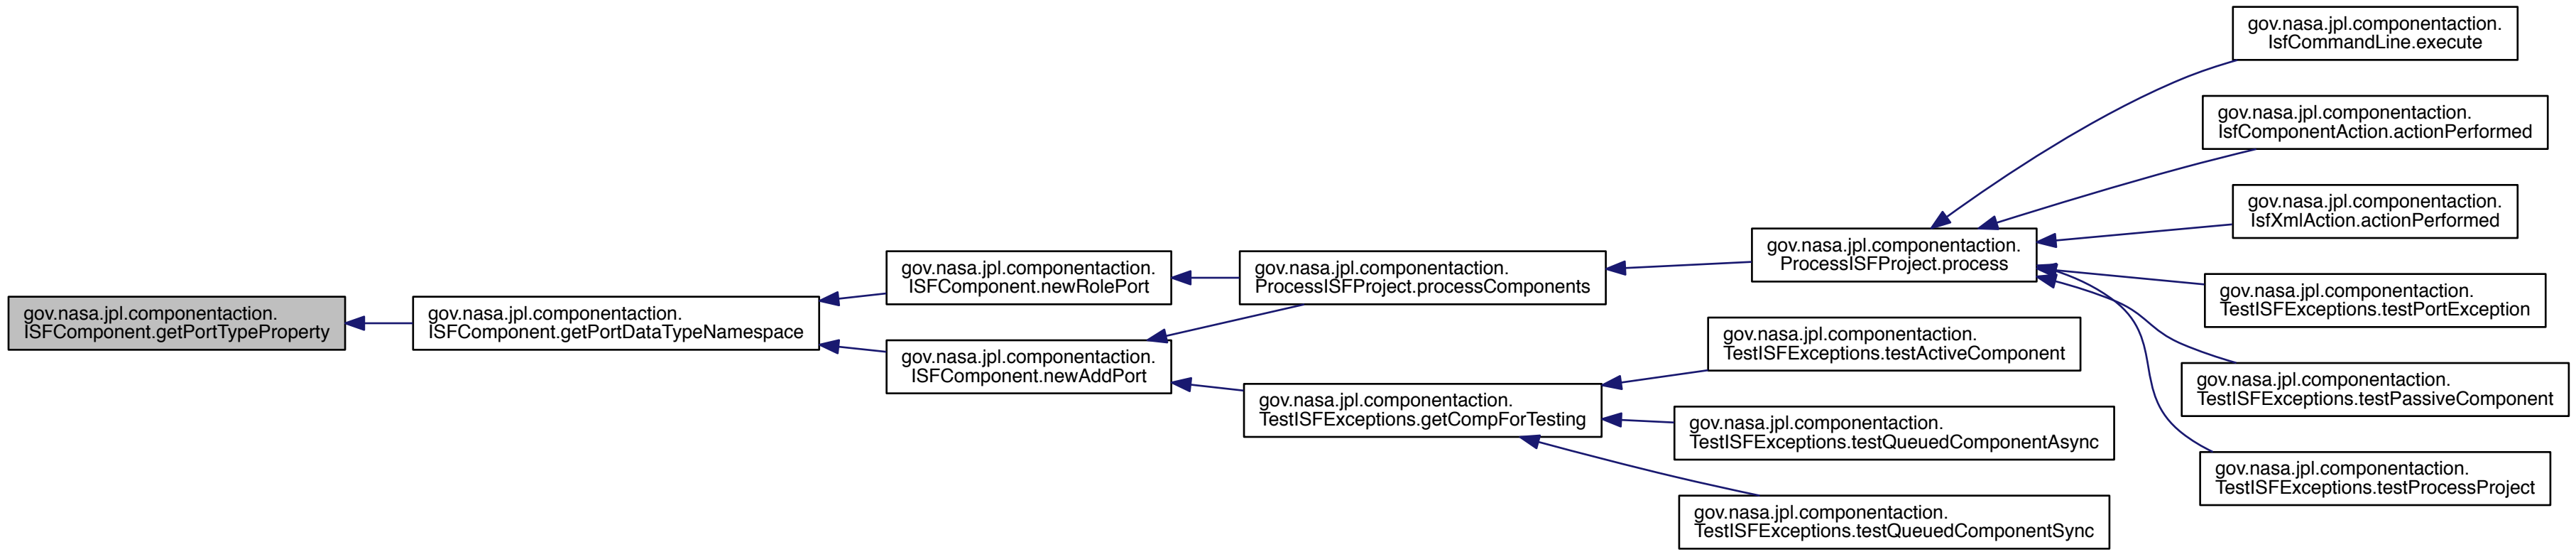 gov.nasa.jpl.componentaction.
ISFComponent.getPortTypeProperty
gov.nasa.jpl.componentaction.
ISFComponent.getPortDataTypeNamespace
gov.nasa.jpl.componentaction.
ISFComponent.newRolePort
gov.nasa.jpl.componentaction.
ISFComponent.newAddPort
gov.nasa.jpl.componentaction.
ProcessISFProject.processComponents
gov.nasa.jpl.componentaction.
TestISFExceptions.getCompForTesting
gov.nasa.jpl.componentaction.
ProcessISFProject.process
gov.nasa.jpl.componentaction.
TestISFExceptions.testActiveComponent
gov.nasa.jpl.componentaction.
TestISFExceptions.testQueuedComponentAsync
gov.nasa.jpl.componentaction.
TestISFExceptions.testQueuedComponentSync
gov.nasa.jpl.componentaction.
IsfCommandLine.execute
gov.nasa.jpl.componentaction.
IsfComponentAction.actionPerformed
gov.nasa.jpl.componentaction.
IsfXmlAction.actionPerformed
gov.nasa.jpl.componentaction.
TestISFExceptions.testPortException
gov.nasa.jpl.componentaction.
TestISFExceptions.testPassiveComponent
gov.nasa.jpl.componentaction.
TestISFExceptions.testProcessProject